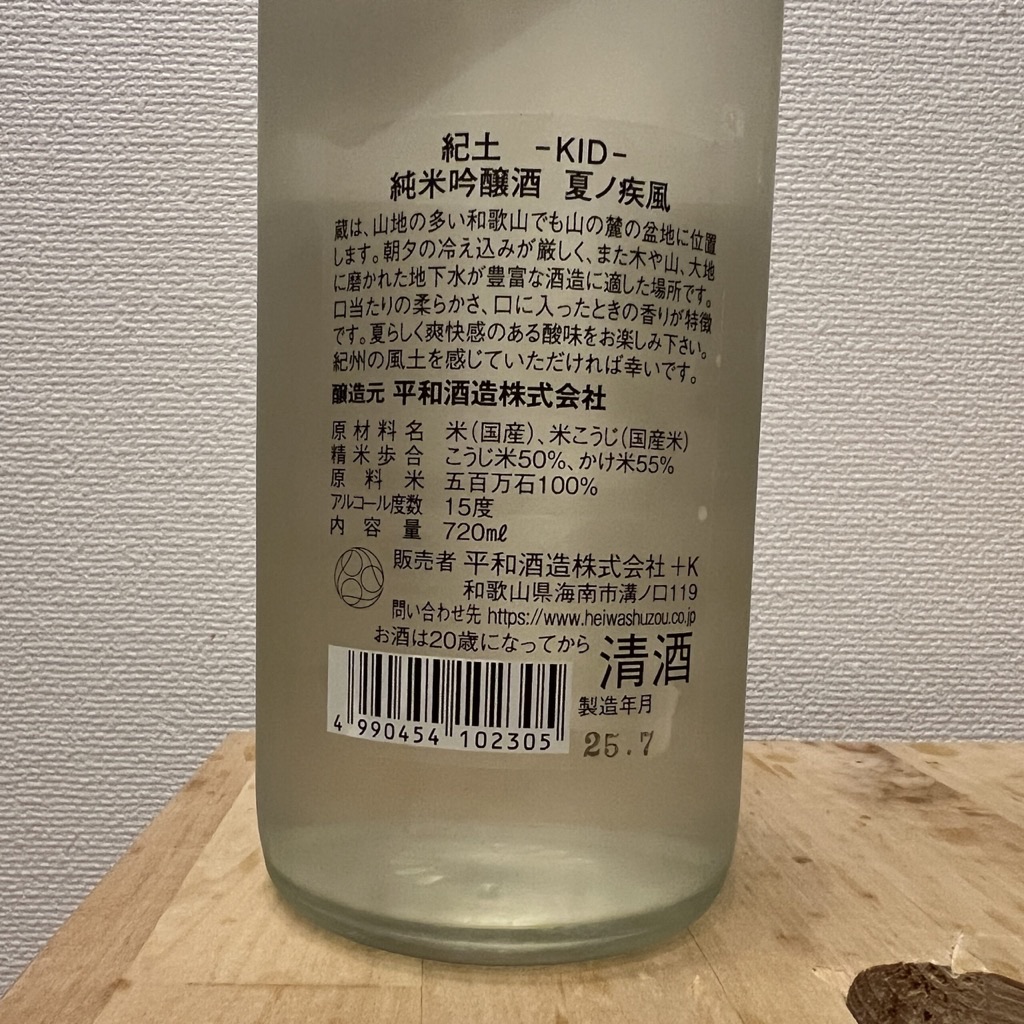 紀土 -KID-
純米吟醸酒 夏ノ疾風
蔵は、山地の多い和歌山でも山の麓の盆地に位置
します。朝夕の冷え込みが厳しく、また木や山、大地
に磨かれた地下水が豊富な酒造に適した場所です。
口当たりの柔らかさ、口に入ったときの香りが特徴
です。夏らしく爽快感のある酸味をお楽しみ下さい。
紀州の風土を感じていただければ幸いです。
醸造元 平和酒造株式会社
原材料名 米(国産)、米こうじ(国産米)
精米歩合 こうじ米50%、かけ米55%
原料米 五百万石100%
アルコール度数 15度
内容量 720ml
販売者 平和酒造株式会社+K
和歌山県海南市溝ノ口119
問い合わせ先 https://www.heiwashuzou.co.jp
お酒は20歳になってから 清酒
製造年月
25.7
4 990454 102305